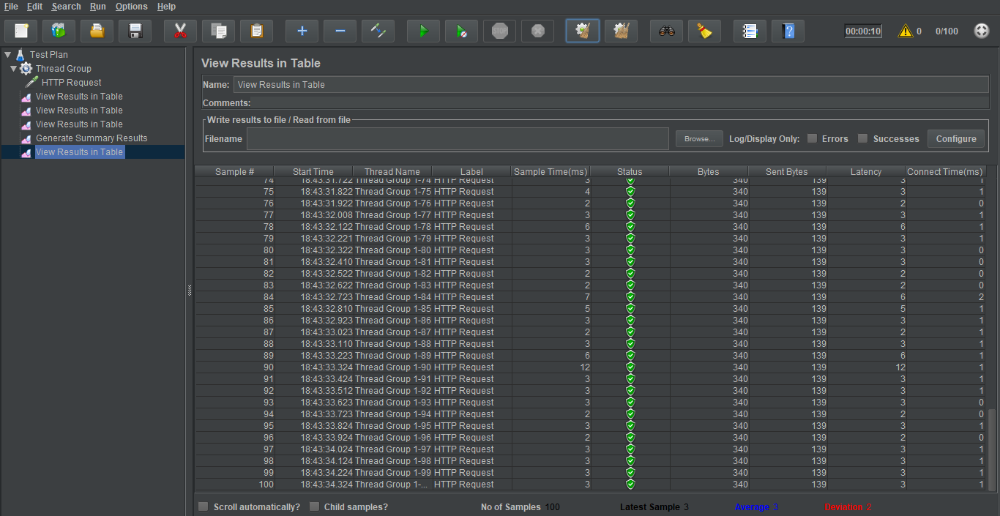 File Edit Search Run Options Help
STOP 00:00:10 0 0/100
Test Plan
Thread Group
HTTP Request
View Results in Table
View Results in Table
View Results in Table
Generate Summary Results
View Results in Table
View Results in Table
Name: View Results in Table
Comments:
Write results to file / Read from file
Filename Browse... Log/Display Only: Errors Successes Configure
Sample # Start Time Thread Name Label Sample Time(ms) Status Bytes Sent Bytes Latency Connect Time(ms)
74 18:43:31.722 Thread Group 1-74 HTTP Request 3 340 139 3 1
75 18:43:31.822 Thread Group 1-75 HTTP Request 4 340 139 3 1
76 18:43:31.922 Thread Group 1-76 HTTP Request 2 340 139 2 0
77 18:43:32.008 Thread Group 1-77 HTTP Request 3 340 139 3 1
78 18:43:32.122 Thread Group 1-78 HTTP Request 6 340 139 6 1
79 18:43:32.221 Thread Group 1-79 HTTP Request 3 340 139 3 1
80 18:43:32.322 Thread Group 1-80 HTTP Request 3 340 139 3 0
81 18:43:32.410 Thread Group 1-81 HTTP Request 3 340 139 3 1
82 18:43:32.522 Thread Group 1-82 HTTP Request 2 340 139 2 0
83 18:43:32.622 Thread Group 1-83 HTTP Request 2 340 139 2 0
84 18:43:32.723 Thread Group 1-84 HTTP Request 7 340 139 6 2
85 18:43:32.810 Thread Group 1-85 HTTP Request 5 340 139 5 1
86 18:43:32.923 Thread Group 1-86 HTTP Request 3 340 139 3 1
87 18:43:33.023 Thread Group 1-87 HTTP Request 2 340 139 2 1
88 18:43:33.110 Thread Group 1-88 HTTP Request 3 340 139 3 1
89 18:43:33.223 Thread Group 1-89 HTTP Request 6 340 139 6 1
90 18:43:33.324 Thread Group 1-90 HTTP Request 12 340 139 12 1
91 18:43:33.424 Thread Group 1-91 HTTP Request 3 340 139 3 1
92 18:43:33.512 Thread Group 1-92 HTTP Request 3 340 139 3 1
93 18:43:33.623 Thread Group 1-93 HTTP Request 3 340 139 3 0
94 18:43:33.723 Thread Group 1-94 HTTP Request 2 340 139 2 0
95 18:43:33.824 Thread Group 1-95 HTTP Request 3 340 139 3 1
96 18:43:33.924 Thread Group 1-96 HTTP Request 2 340 139 2 0
97 18:43:34.024 Thread Group 1-97 HTTP Request 3 340 139 3 1
98 18:43:34.124 Thread Group 1-98 HTTP Request 3 340 139 3 1
99 18:43:34.224 Thread Group 1-99 HTTP Request 3 340 139 3 1
100 18:43:34.324 Thread Group 1-... HTTP Request 3 340 139 3 1
Scroll automatically? Child samples? No of Samples 100 Latest Sample 3 Average 3 Deviation 2